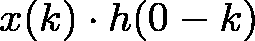 x(k) · h(0 − k)